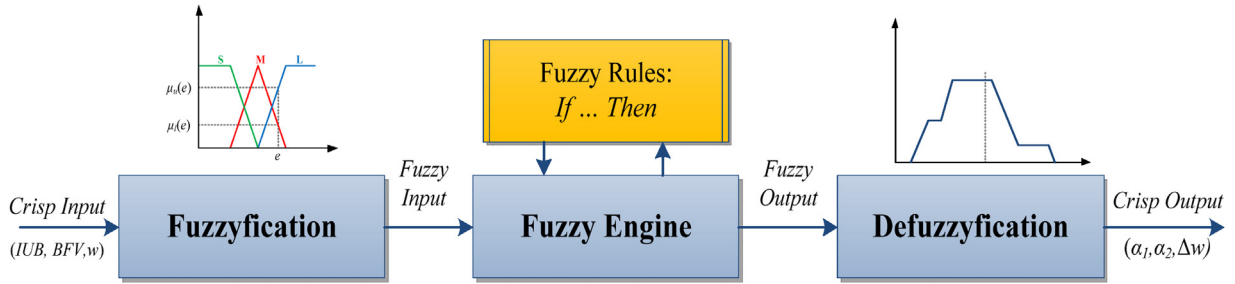 S M L
μᵤ(e)
μₗ(e)
e
Fuzzy Rules:
If ... Then
Crisp Input
(IUB, BFV,w)
Fuzzyfication
Fuzzy
Input
Fuzzy Engine
Fuzzy
Output
Defuzzyfication
Crisp Output
(α₁,α₂,Δw)